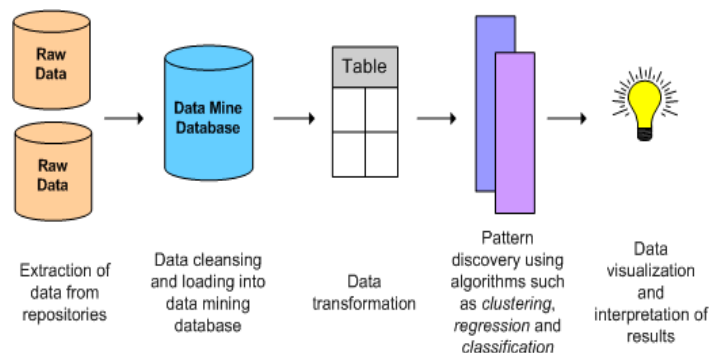 Raw
Data
Raw
Data
Data Mine
Database
Table
Extraction of
data from
repositories
Data cleansing
and loading into
data mining
database
Data
transformation
Pattern
discovery using
algorithms such
as clustering,
regression and
classification
Data
visualization
and
interpretation of
results